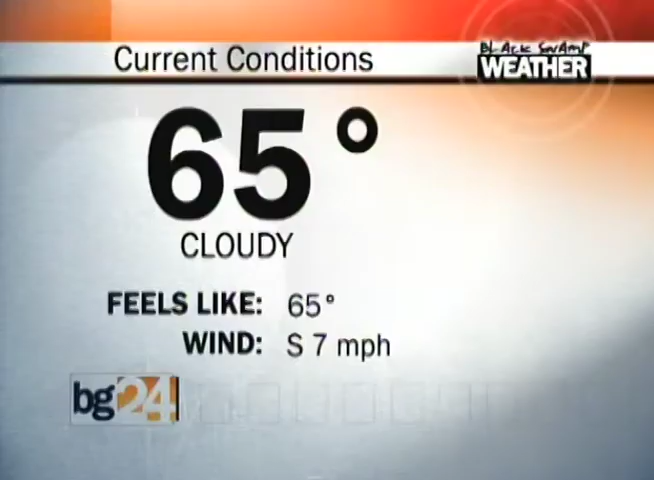 Current Conditions
BLACK SWAMP
WEATHER
65°
CLOUDY
FEELS LIKE: 65°
WIND: S 7 mph
bg24